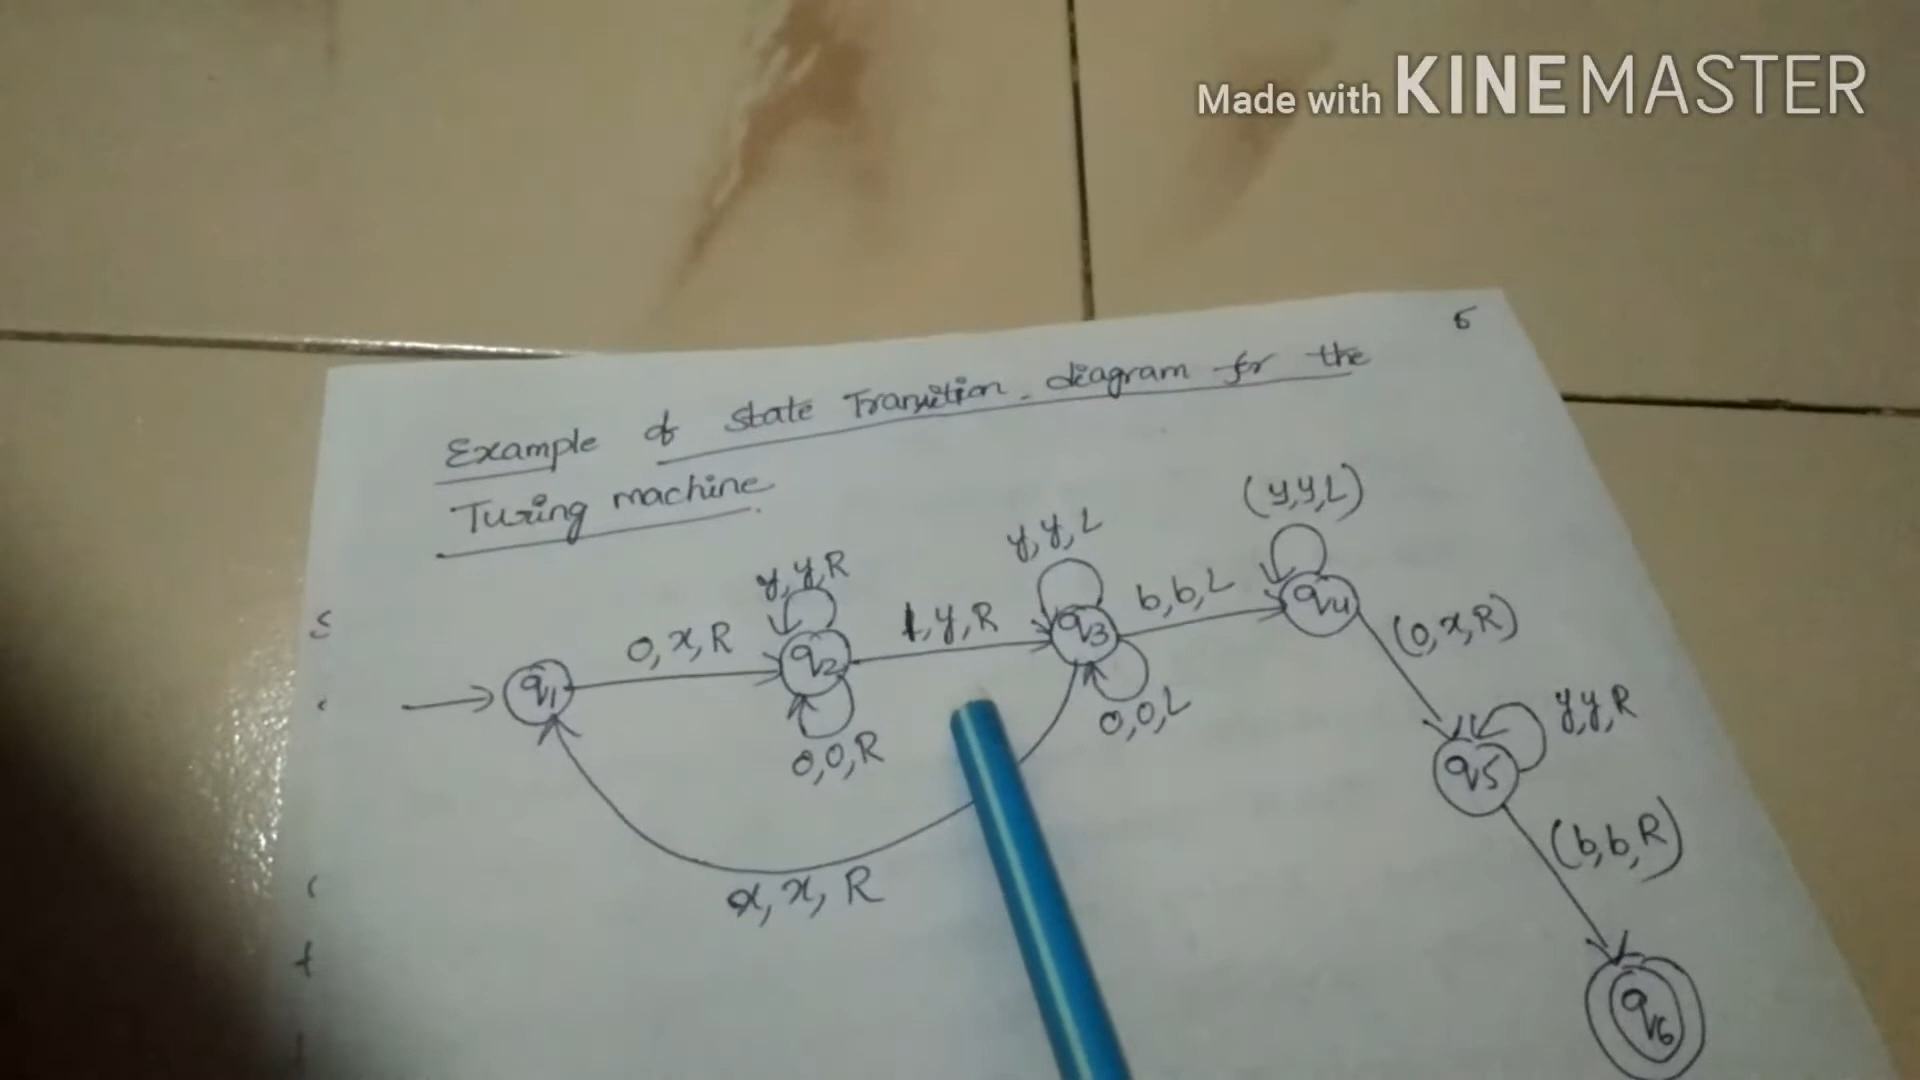 Made with KINEMASTER
6
Example of state Transition diagram for the
Turing machine.
(y,y,L)
y,y,L
y,y,R
b,b,L
q4
1,y,R
q3
0,x,R
q2
(0,x,R)
q1
y,y,R
0,0,L
0,0,R
q5
(b,b,R)
x,x,R
q6